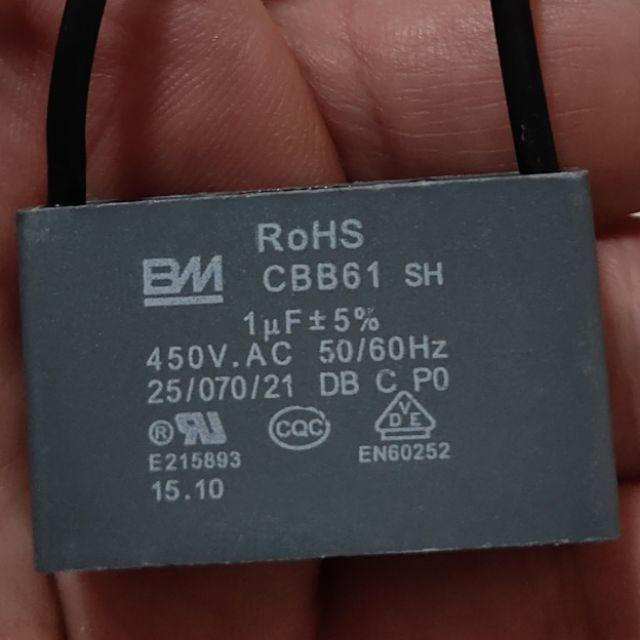 RoHS
BM CBB61 SH
1μF±5%
450V.AC 50/60Hz
25/070/21 DB C P0
® CQC VDE
E215893 EN60252
15.10